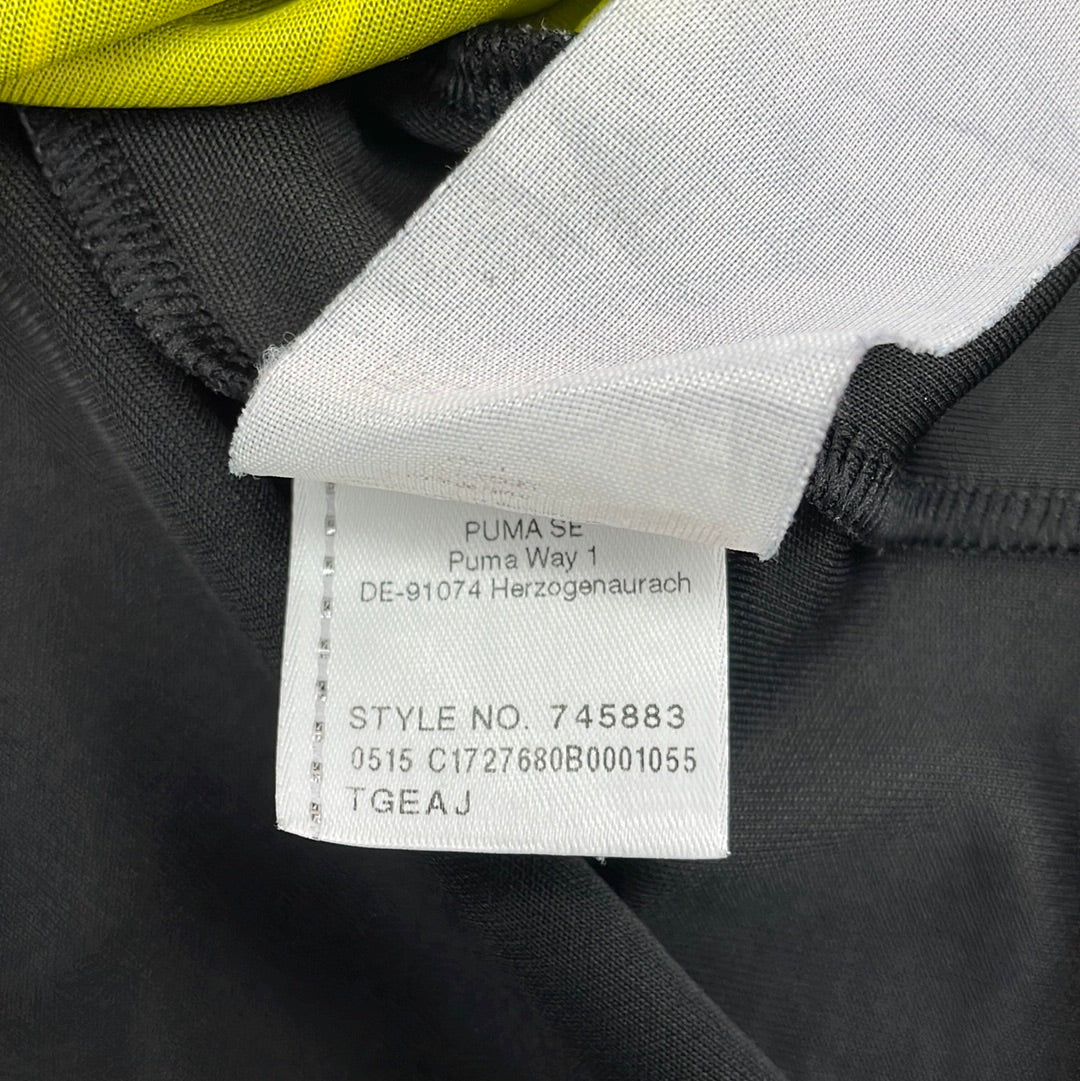 PUMA SE
Puma Way 1
DE-91074 Herzogenaurach
STYLE NO. 745883
0515 C1727680B0001055
TGEAJ